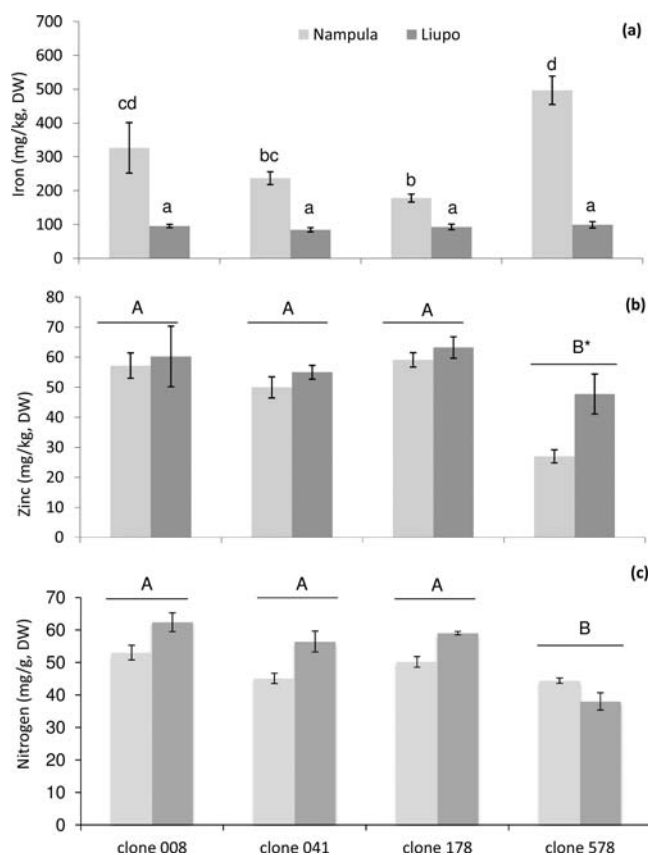 (a)
Nampula Liupo
Iron (mg/kg, DW)
700
600
500
400
300
200
100
0
cd
a
bc
a
b
a
d
a
(b)
Zinc (mg/kg, DW)
80
70
60
50
40
30
20
10
0
A
A
A
B*
(c)
Nitrogen (mg/g, DW)
70
60
50
40
30
20
10
0
A
A
A
B
clone 008 clone 041 clone 178 clone 578